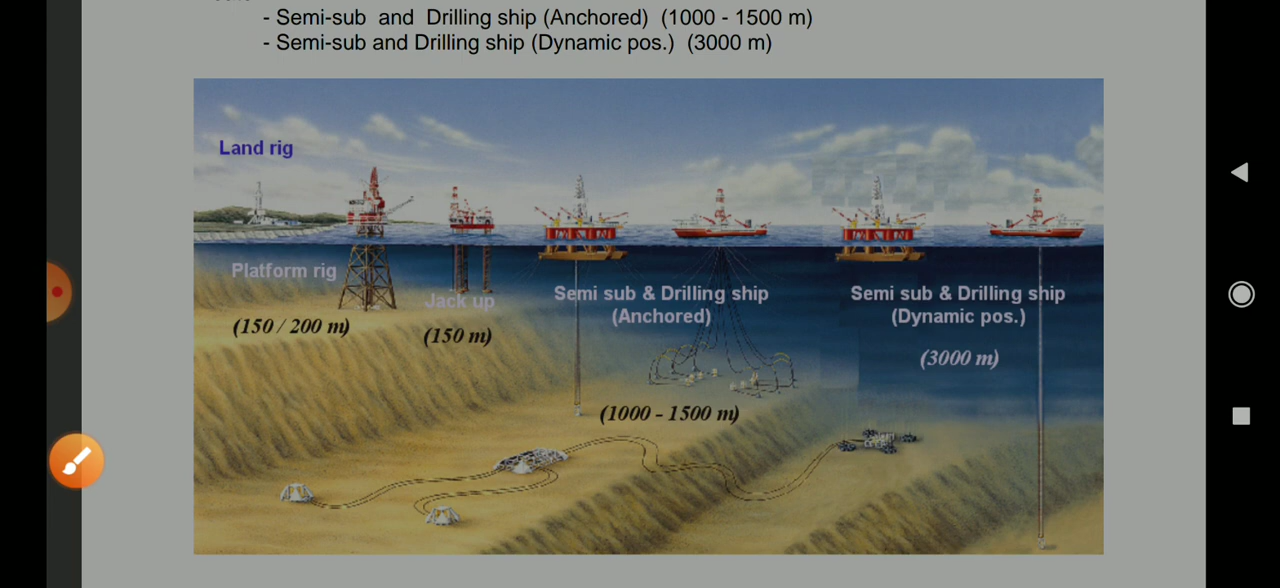 - Semi-sub and Drilling ship (Anchored) (1000 - 1500 m)
- Semi-sub and Drilling ship (Dynamic pos.) (3000 m)
Land rig
Platform rig
(150 / 200 m)
Jack up
(150 m)
Semi sub & Drilling ship
(Anchored)
(1000 - 1500 m)
Semi sub & Drilling ship
(Dynamic pos.)
(3000 m)